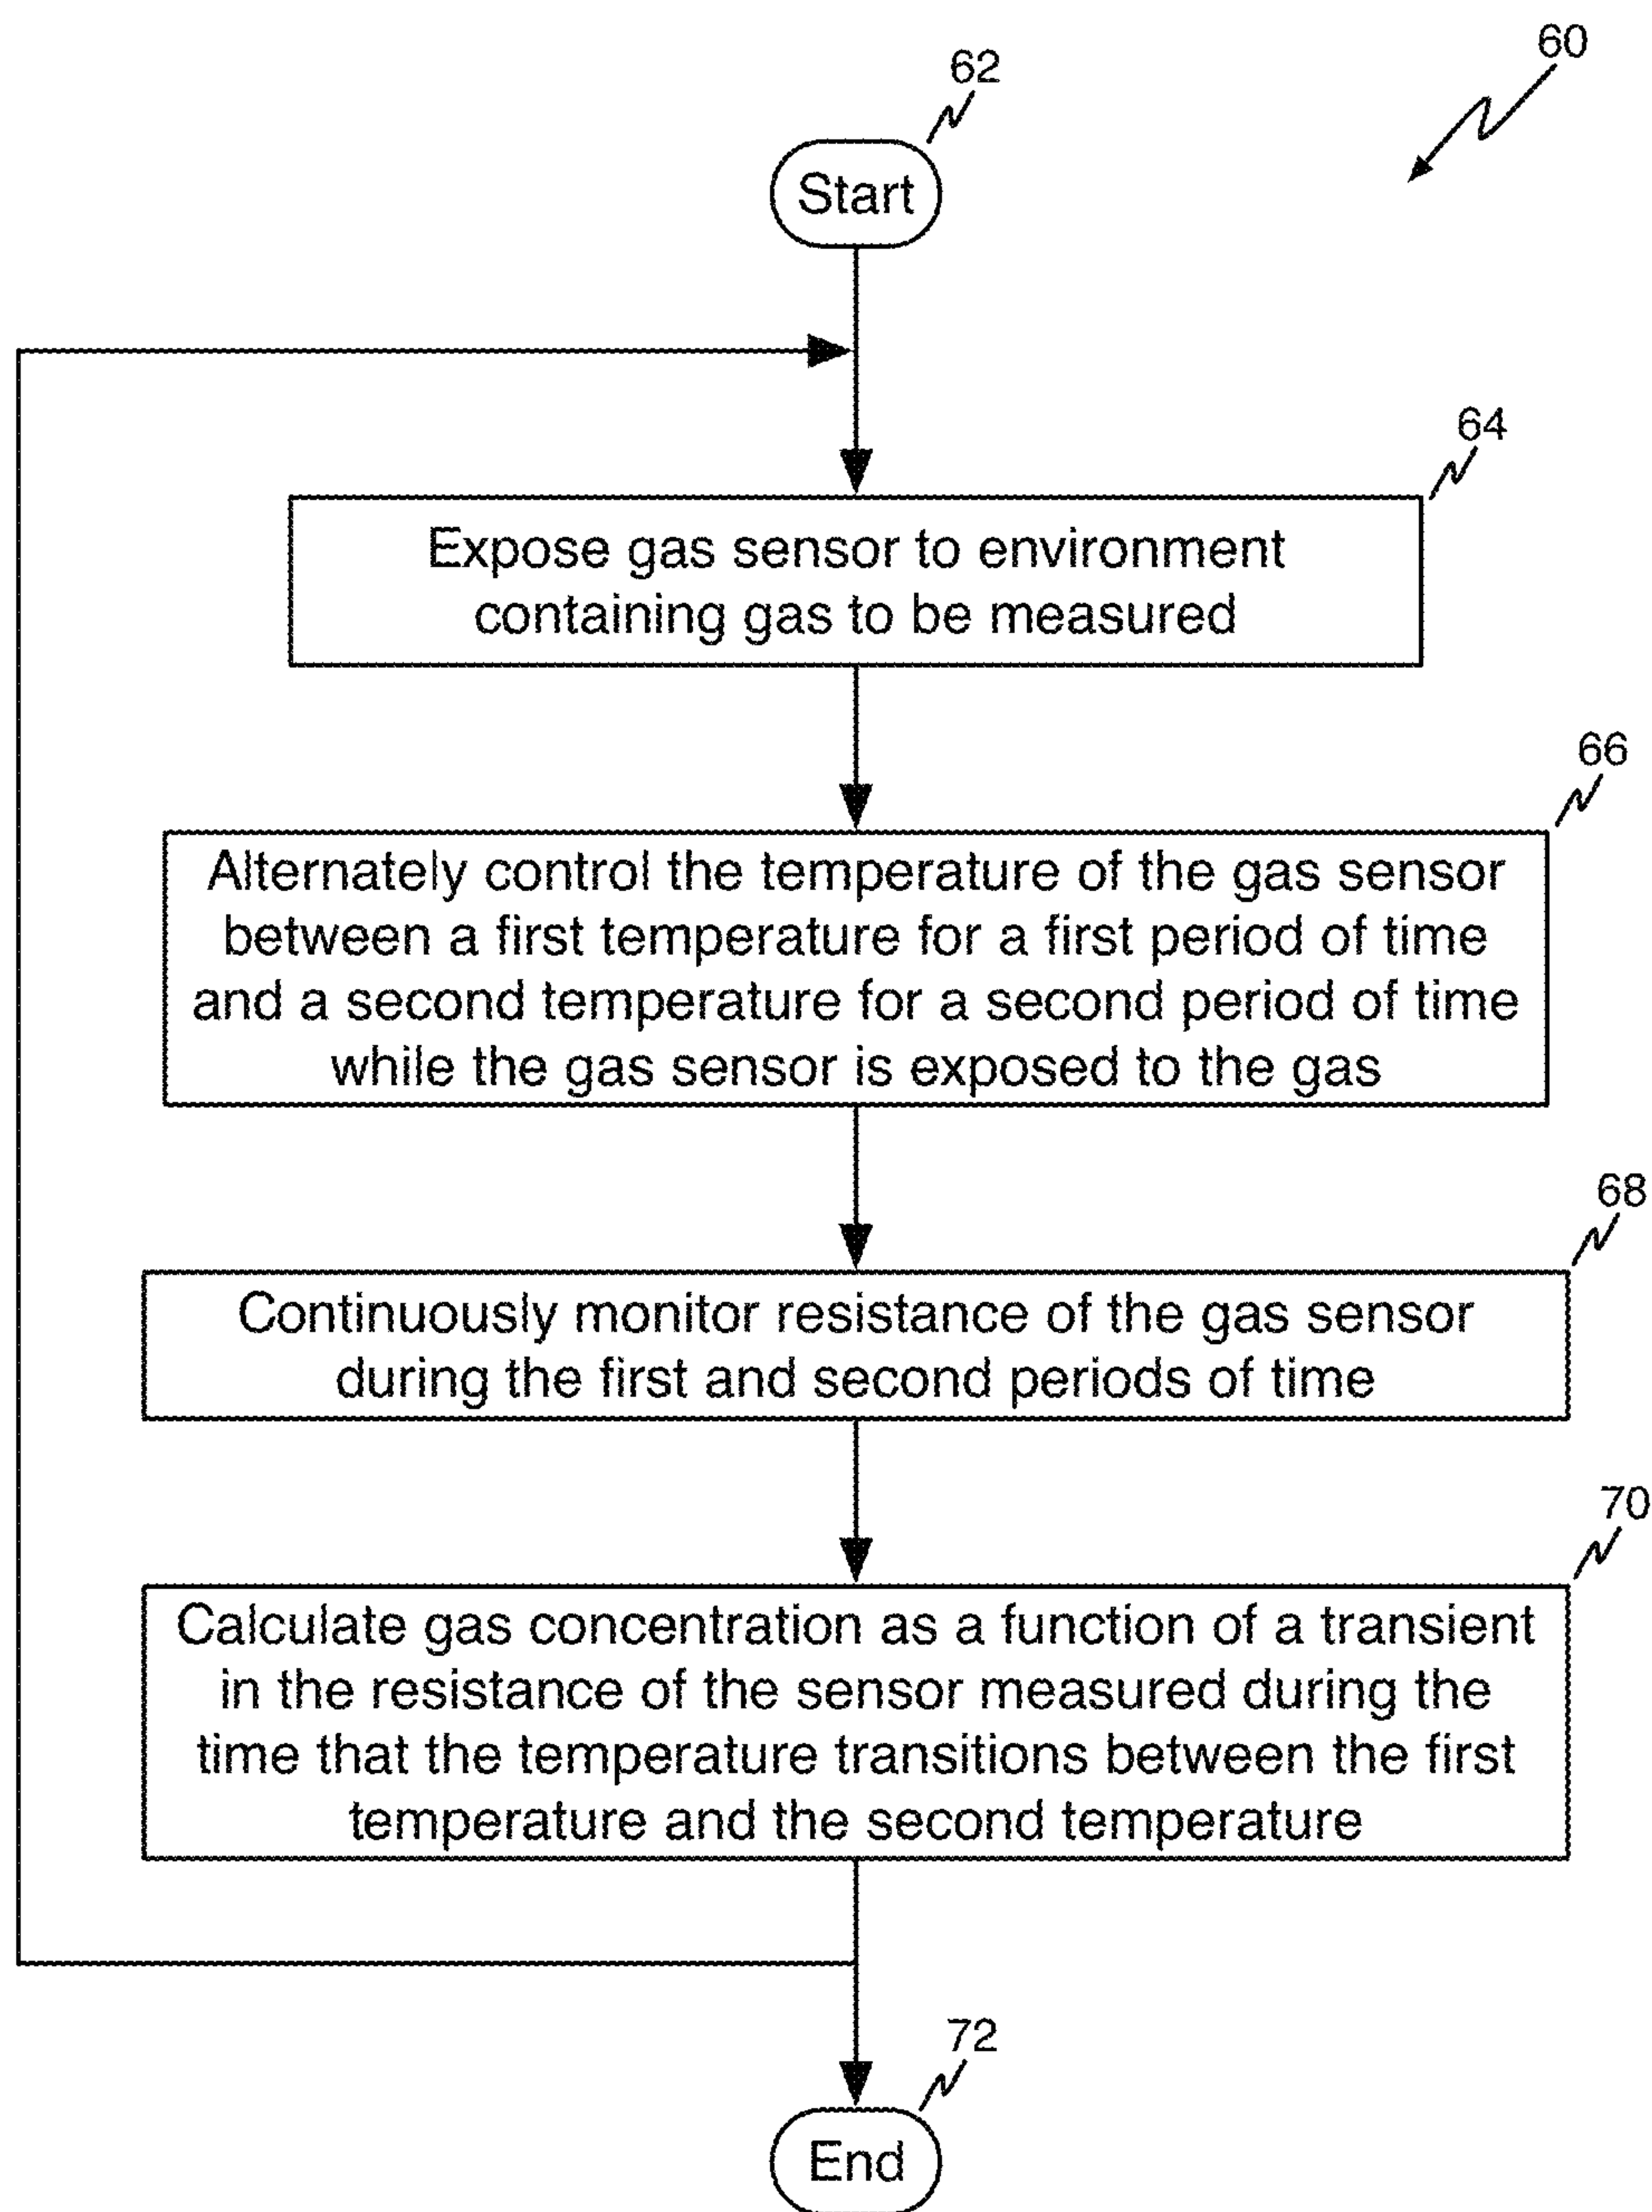 60
62
Start
64
Expose gas sensor to environment
containing gas to be measured
66
Alternately control the temperature of the gas sensor
between a first temperature for a first period of time
and a second temperature for a second period of time
while the gas sensor is exposed to the gas
68
Continuously monitor resistance of the gas sensor
during the first and second periods of time
70
Calculate gas concentration as a function of a transient
in the resistance of the sensor measured during the
time that the temperature transitions between the first
temperature and the second temperature
72
End